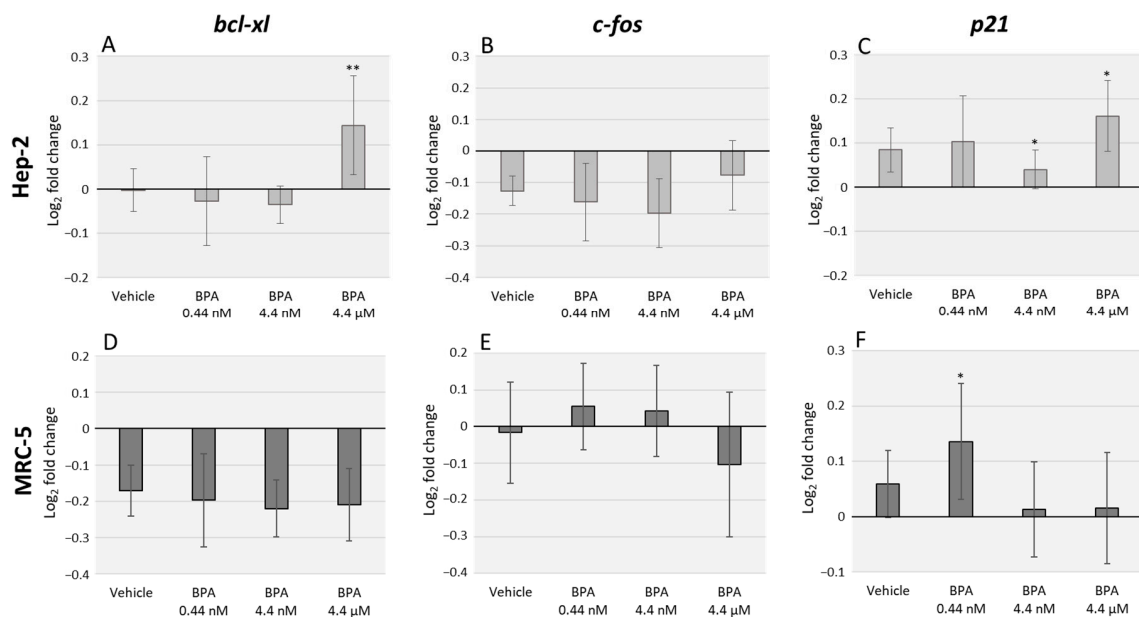 bcl-xl
c-fos
p21
Hep-2
A
Log₂ fold change
0.3
0.2
0.1
0
−0.1
−0.2
**
Vehicle
BPA
0.44 nM
BPA
4.4 nM
BPA
4.4 µM
B
Log₂ fold change
0.3
0.2
0.1
0
−0.1
−0.2
−0.3
−0.4
Vehicle
BPA
0.44 nM
BPA
4.4 nM
BPA
4.4 µM
C
Log₂ fold change
0.3
0.2
0.1
0
−0.1
−0.2
*
*
Vehicle
BPA
0.44 nM
BPA
4.4 nM
BPA
4.4 µM
MRC-5
D
Log₂ fold change
0.2
0.1
0
−0.1
−0.2
−0.3
−0.4
Vehicle
BPA
0.44 nM
BPA
4.4 nM
BPA
4.4 µM
E
Log₂ fold change
0.2
0.1
0
−0.1
−0.2
−0.3
−0.4
Vehicle
BPA
0.44 nM
BPA
4.4 nM
BPA
4.4 µM
F
Log₂ fold change
0.3
0.2
0.1
0
−0.1
*
Vehicle
BPA
0.44 nM
BPA
4.4 nM
BPA
4.4 µM